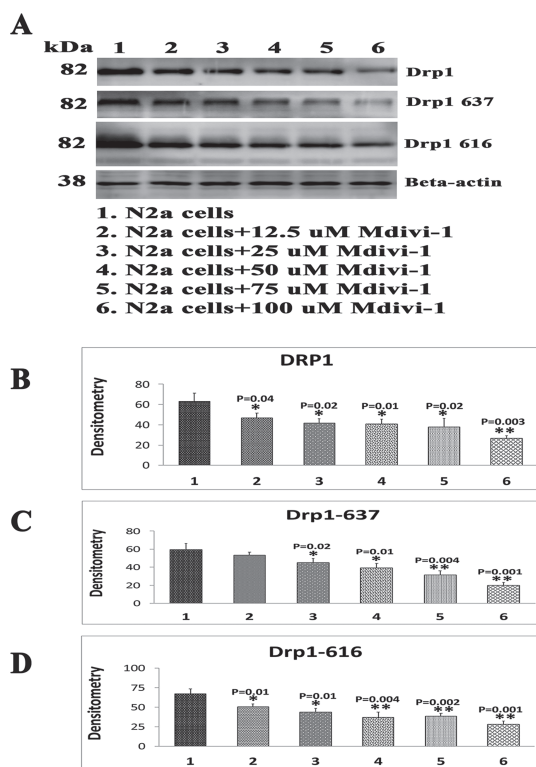 A
kDa 1 2 3 4 5 6
82 Drp1
82 Drp1 637
82 Drp1 616
38 Beta-actin
1. N2a cells
2. N2a cells+12.5 uM Mdivi-1
3. N2a cells+25 uM Mdivi-1
4. N2a cells+50 uM Mdivi-1
5. N2a cells+75 uM Mdivi-1
6. N2a cells+100 uM Mdivi-1
B
DRP1
Densitometry
80
60
40
20
0
P=0.04
*
P=0.02
*
P=0.01
*
P=0.02
*
P=0.003
**
1 2 3 4 5 6
C
Drp1-637
Densitometry
80
60
40
20
0
P=0.02
*
P=0.01
*
P=0.004
**
P=0.001
**
1 2 3 4 5 6
D
Drp1-616
Densitometry
100
75
50
25
0
P=0.01
*
P=0.01
*
P=0.004
**
P=0.002
**
P=0.001
**
1 2 3 4 5 6